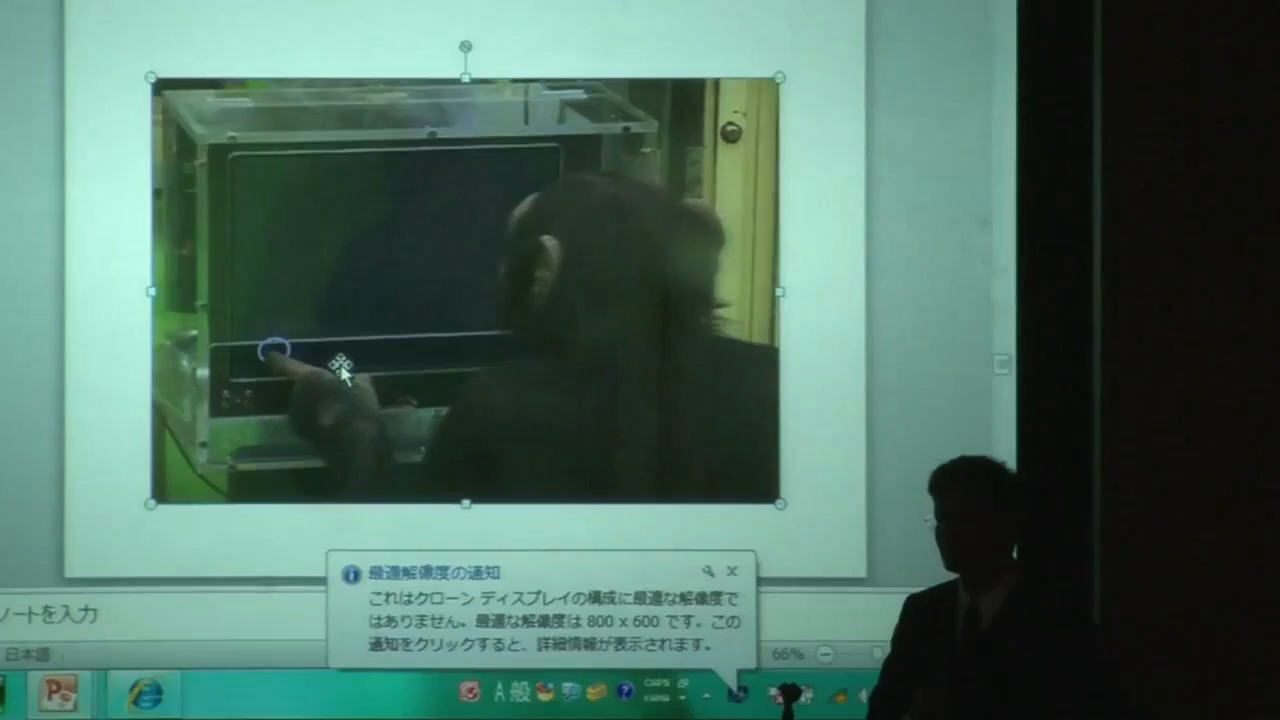 最適解像度の通知
これはクローン ディスプレイの構成に最適な解像度で
はありません。最適な解像度は 800 x 600 です。この
通知をクリックすると、詳細情報が表示されます。
ノートを入力
日本語
66%
A 般
CAPS
KANA